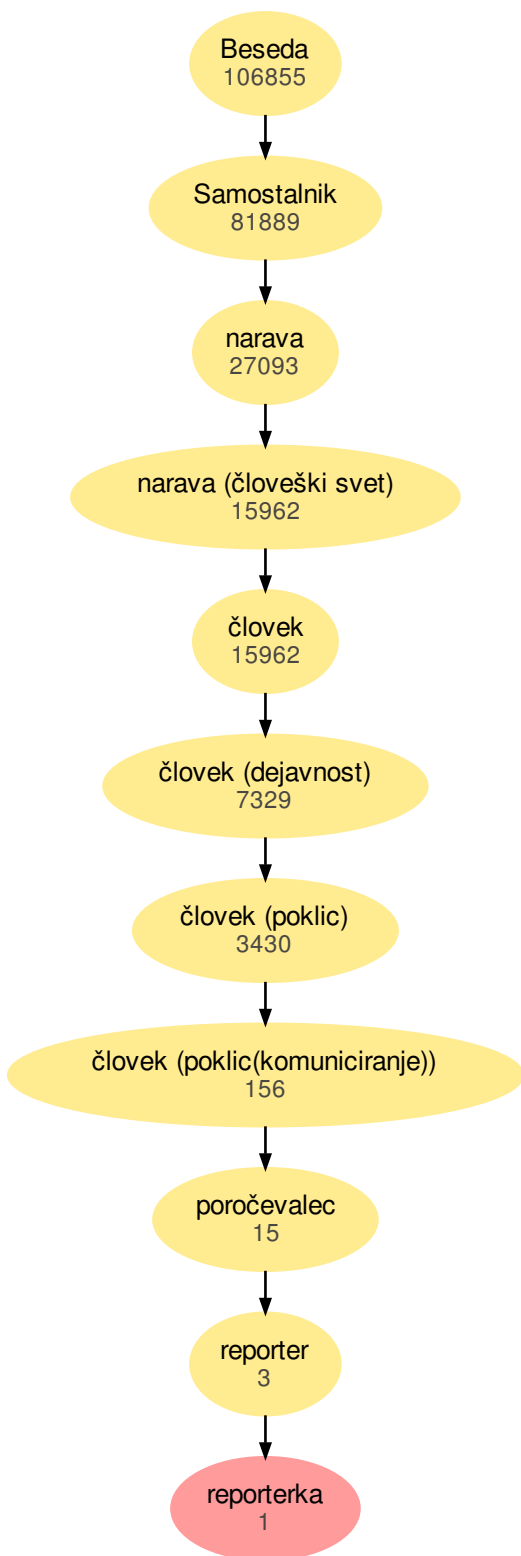 Beseda
106855
Samostalnik
81889
narava
27093
narava (človeški svet)
15962
človek
15962
človek (dejavnost)
7329
človek (poklic)
3430
človek (poklic(komuniciranje))
156
poročevalec
15
reporter
3
reporterka
1